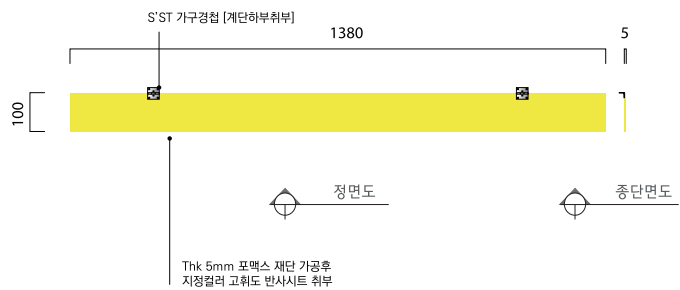 S'ST 가구경첩 [계단하부취부]
1380
5
100
정면도
종단면도
Thk 5mm 포맥스 재단 가공후
지정컬러 고휘도 반사시트 취부